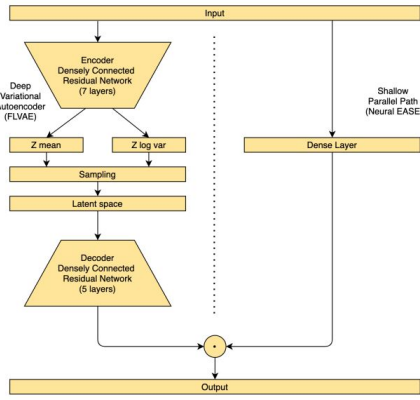 Input
Encoder
Densely Connected
Residual Network
(7 layers)
Deep
Variational
Autoencoder
(FLVAE)
Shallow
Parallel Path
(Neural EASE)
Z mean
Z log var
Dense Layer
Sampling
Latent space
Decoder
Densely Connected
Residual Network
(5 layers)
Output